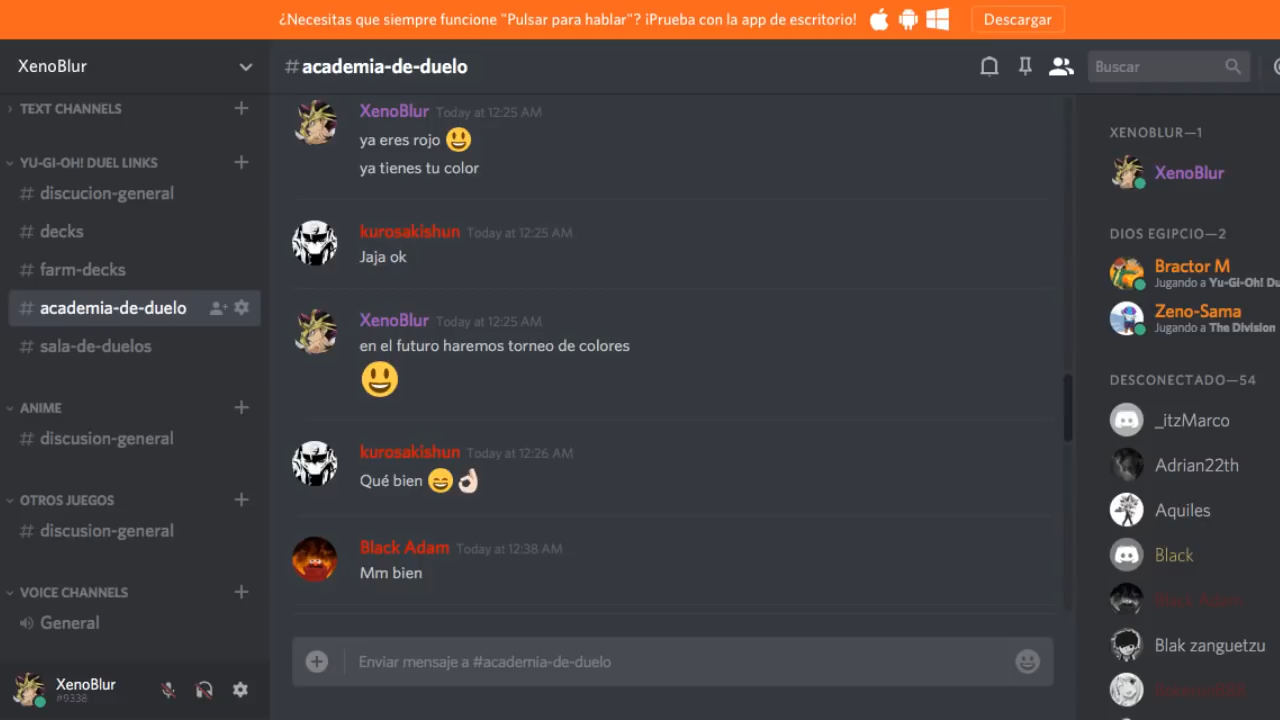 ¿Necesitas que siempre funcione "Pulsar para hablar"? ¡Prueba con la app de escritorio!
Descargar
XenoBlur
TEXT CHANNELS
YU-GI-OH! DUEL LINKS
# discucion-general
# decks
# farm-decks
# academia-de-duelo
# sala-de-duelos
ANIME
# discusion-general
OTROS JUEGOS
# discusion-general
VOICE CHANNELS
General
XenoBlur
#9338
#academia-de-duelo
Buscar
XenoBlur Today at 12:25 AM
ya eres rojo 😃
ya tienes tu color
kurosakishun Today at 12:25 AM
Jaja ok
XenoBlur Today at 12:25 AM
en el futuro haremos torneo de colores
😃
kurosakishun Today at 12:26 AM
Qué bien 😄👌🏻
Black Adam Today at 12:38 AM
Mm bien
Enviar mensaje a #academia-de-duelo
XENOBLUR—1
XenoBlur
DIOS EGIPCIO—2
Bractor M
Jugando a Yu-Gi-Oh! Du
Zeno-Sama
Jugando a The Division
DESCONECTADO—54
_itzMarco
Adrian22th
Aquiles
Black
Black Adam
Blak zanguetzu